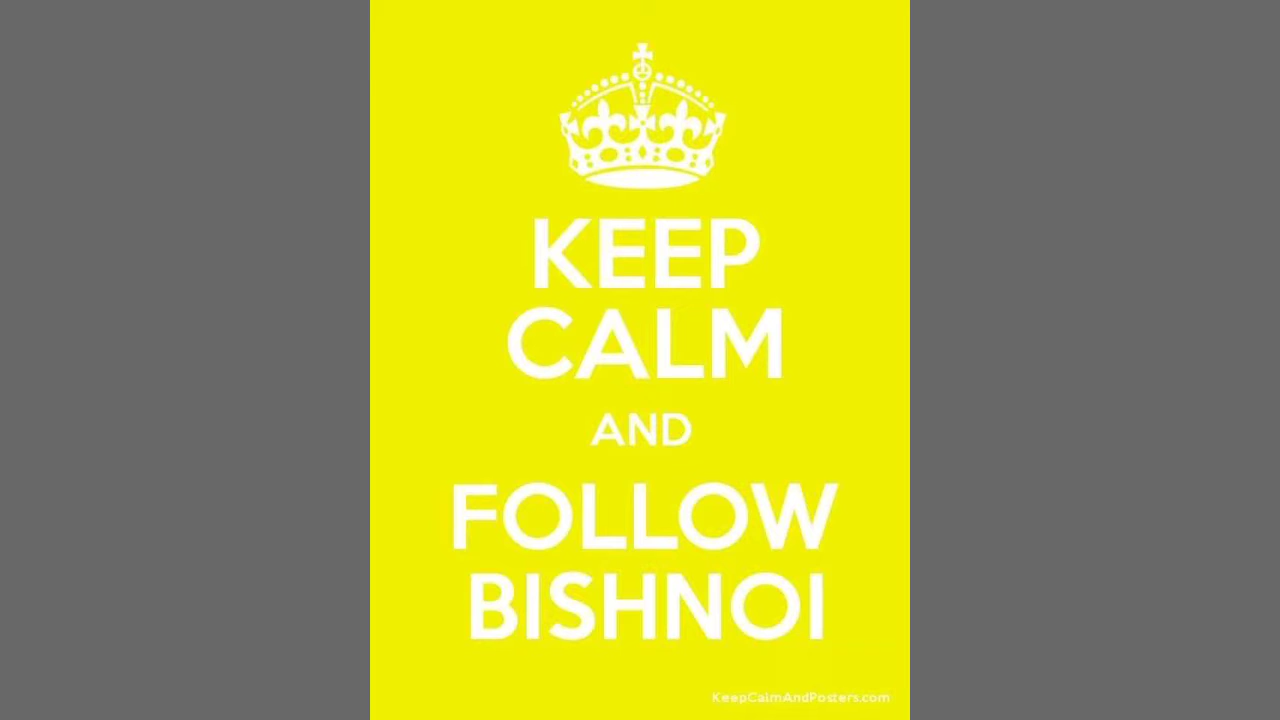 KEEP
CALM
AND
FOLLOW
BISHNOI
KeepCalmAndPosters.com